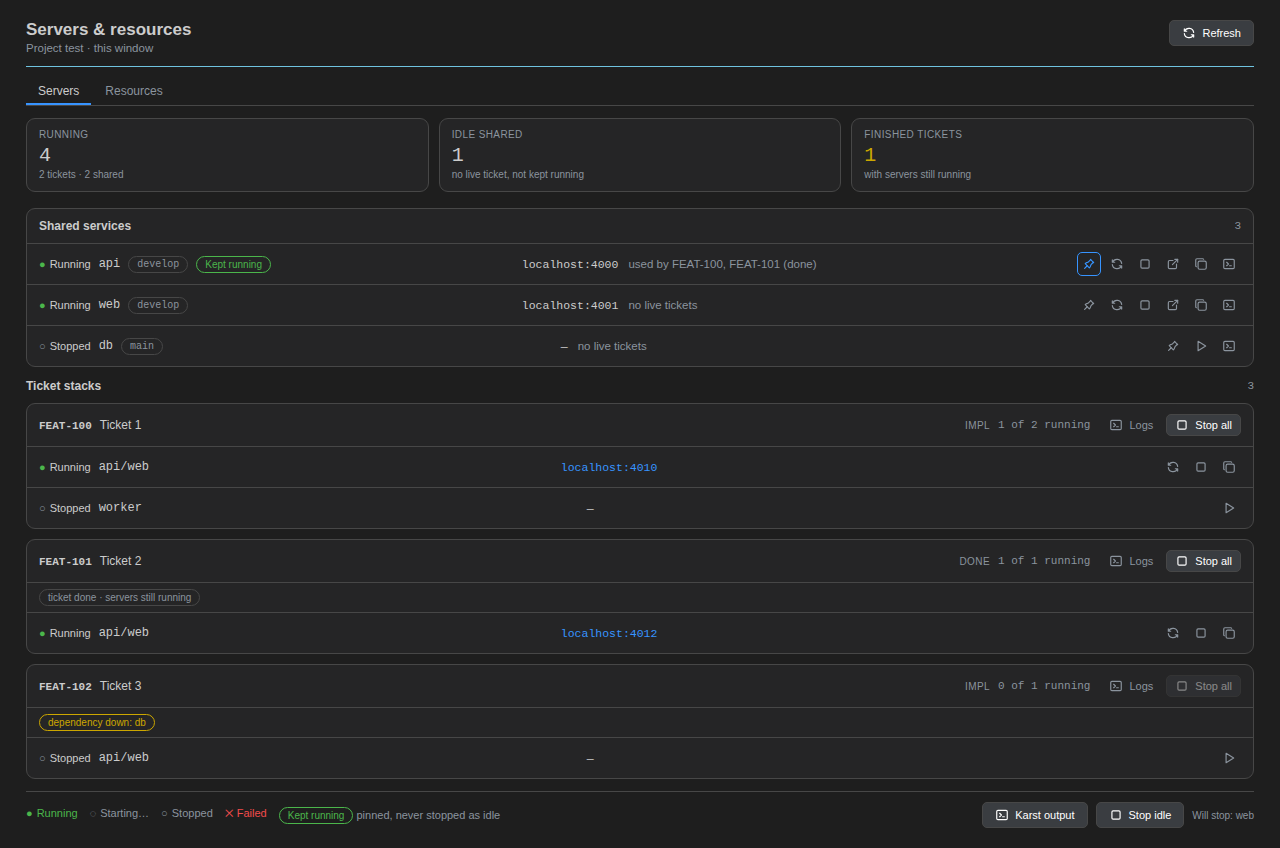 Servers & resources
Project test · this window
Refresh
Servers
Resources
RUNNING
4
2 tickets · 2 shared
IDLE SHARED
1
no live ticket, not kept running
FINISHED TICKETS
1
with servers still running
Shared services
3
● Running api develop Kept running localhost:4000 used by FEAT-100, FEAT-101 (done)
● Running web develop localhost:4001 no live tickets
○ Stopped db main – no live tickets
Ticket stacks
3
FEAT-100 Ticket 1 IMPL 1 of 2 running Logs Stop all
● Running api/web localhost:4010
○ Stopped worker –
FEAT-101 Ticket 2 DONE 1 of 1 running Logs Stop all
ticket done · servers still running
● Running api/web localhost:4012
FEAT-102 Ticket 3 IMPL 0 of 1 running Logs Stop all
dependency down: db
○ Stopped api/web –
● Running ○ Starting… ○ Stopped ✕ Failed Kept running pinned, never stopped as idle Karst output Stop idle Will stop: web